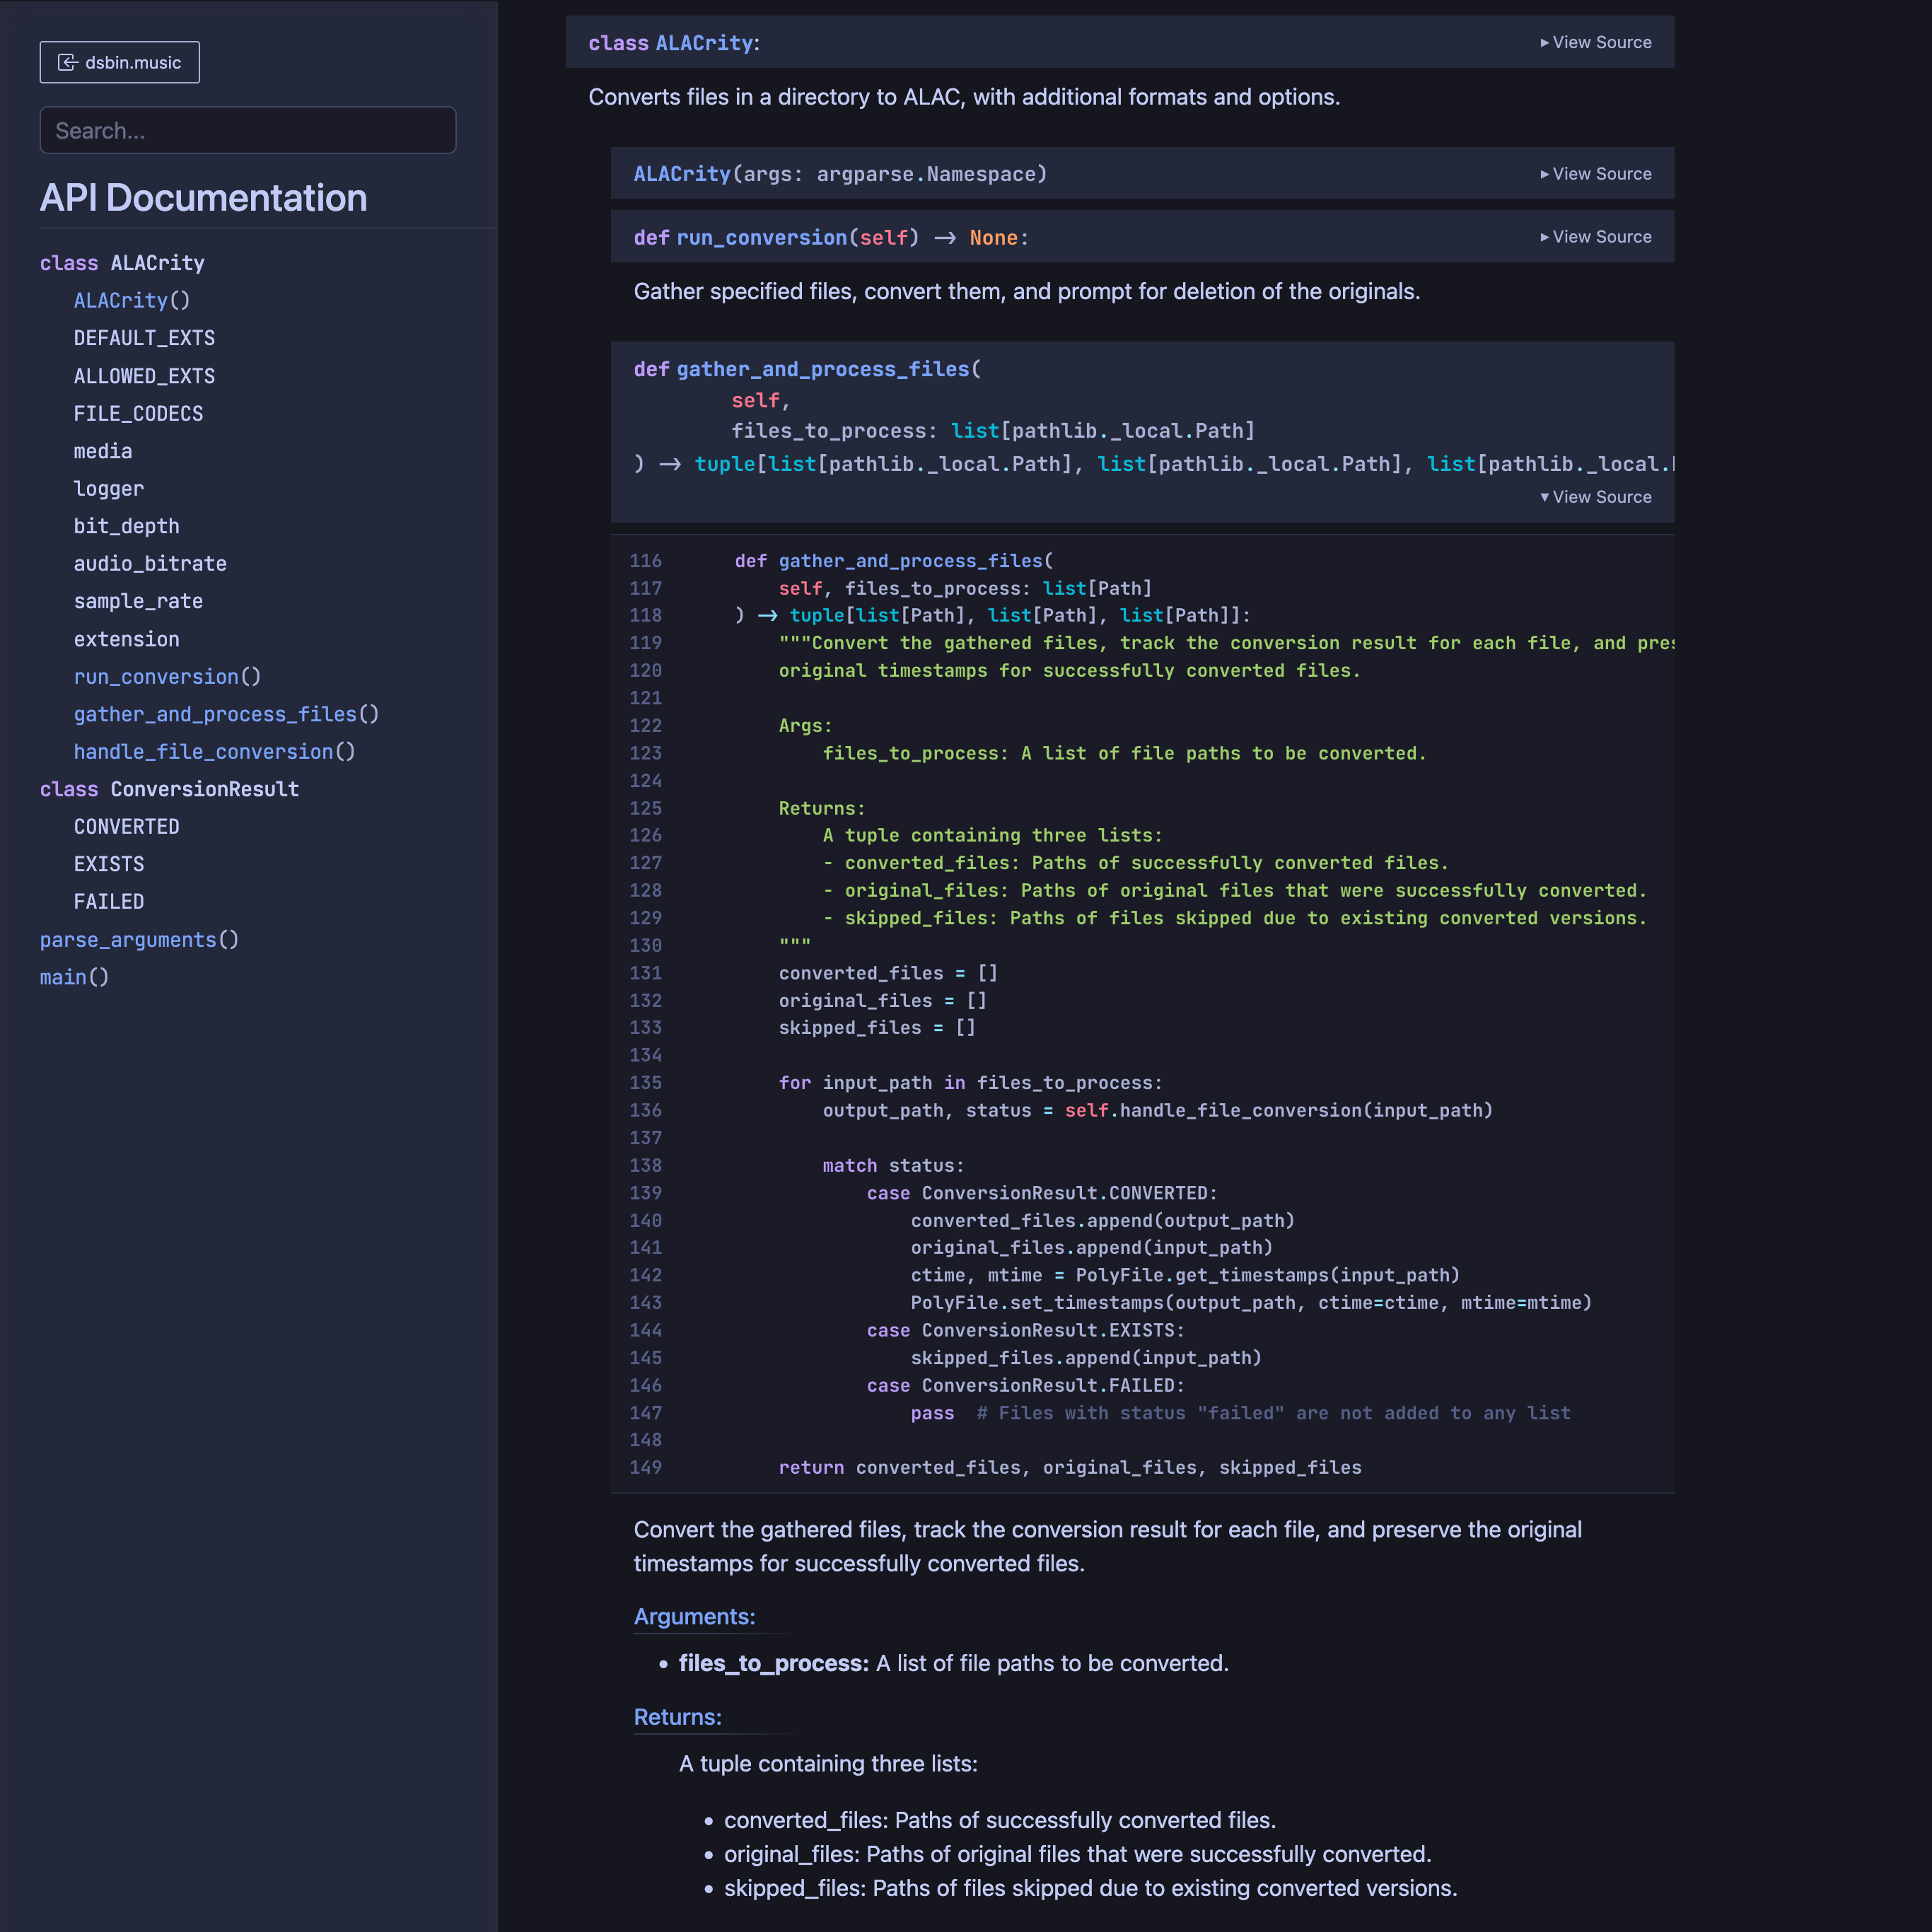 dsbin.music
Search...
API Documentation
class ALACrity
ALACrity()
DEFAULT_EXTS
ALLOWED_EXTS
FILE_CODECS
media
logger
bit_depth
audio_bitrate
sample_rate
extension
run_conversion()
gather_and_process_files()
handle_file_conversion()
class ConversionResult
CONVERTED
EXISTS
FAILED
parse_arguments()
main()
class ALACrity:
View Source
Converts files in a directory to ALAC, with additional formats and options.
ALACrity(args: argparse.Namespace)
View Source
def run_conversion(self) -> None:
View Source
Gather specified files, convert them, and prompt for deletion of the originals.
def gather_and_process_files(
self,
files_to_process: list[pathlib._local.Path]
) -> tuple[list[pathlib._local.Path], list[pathlib._local.Path], list[pathlib._local.
View Source
116 def gather_and_process_files(
117 self, files_to_process: list[Path]
118 ) -> tuple[list[Path], list[Path], list[Path]]:
119 """Convert the gathered files, track the conversion result for each file, and pres
120 original timestamps for successfully converted files.
121
122 Args:
123 files_to_process: A list of file paths to be converted.
124
125 Returns:
126 A tuple containing three lists:
127 - converted_files: Paths of successfully converted files.
128 - original_files: Paths of original files that were successfully converted.
129 - skipped_files: Paths of files skipped due to existing converted versions.
130 """
131 converted_files = []
132 original_files = []
133 skipped_files = []
134
135 for input_path in files_to_process:
136 output_path, status = self.handle_file_conversion(input_path)
137
138 match status:
139 case ConversionResult.CONVERTED:
140 converted_files.append(output_path)
141 original_files.append(input_path)
142 ctime, mtime = PolyFile.get_timestamps(input_path)
143 PolyFile.set_timestamps(output_path, ctime=ctime, mtime=mtime)
144 case ConversionResult.EXISTS:
145 skipped_files.append(input_path)
146 case ConversionResult.FAILED:
147 pass # Files with status "failed" are not added to any list
148
149 return converted_files, original_files, skipped_files
Convert the gathered files, track the conversion result for each file, and preserve the original
timestamps for successfully converted files.
Arguments:
• files_to_process: A list of file paths to be converted.
Returns:
A tuple containing three lists:
• converted_files: Paths of successfully converted files.
• original_files: Paths of original files that were successfully converted.
• skipped_files: Paths of files skipped due to existing converted versions.